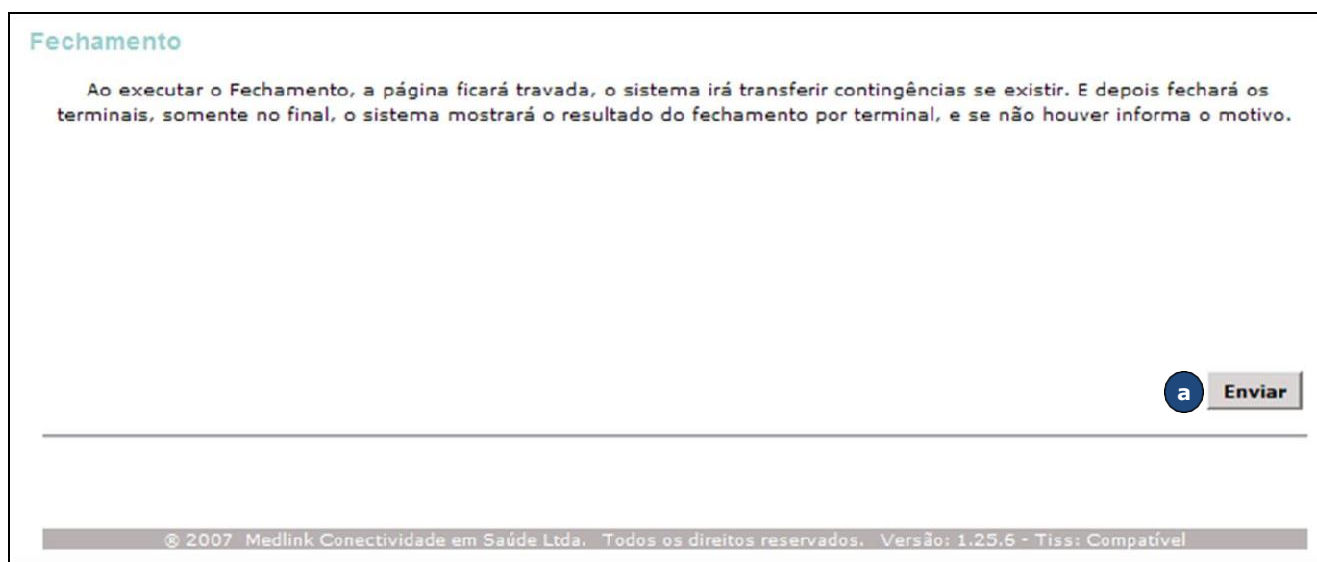 Fechamento
Ao executar o Fechamento, a página ficará travada, o sistema irá transferir contingências se existir. E depois fechará os
terminais, somente no final, o sistema mostrará o resultado do fechamento por terminal, e se não houver informa o motivo.
a Enviar
® 2007 Medlink Conectividade em Saúde Ltda. Todos os direitos reservados. Versão: 1.25.6 - Tiss: Compatível